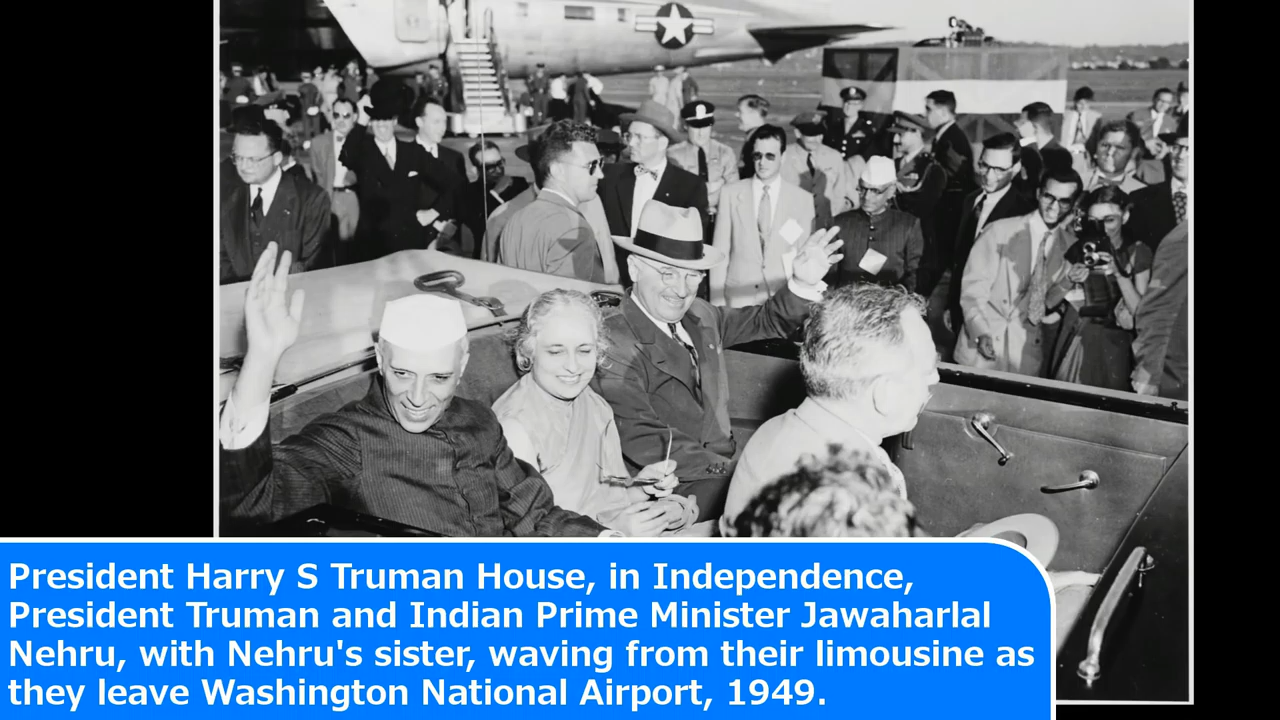 President Harry S Truman House, in Independence,
President Truman and Indian Prime Minister Jawaharlal
Nehru, with Nehru's sister, waving from their limousine as
they leave Washington National Airport, 1949.